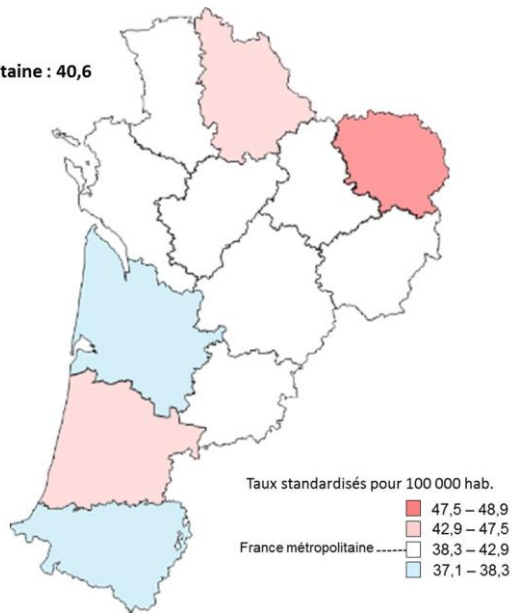 taine : 40,6
Taux standardisés pour 100 000 hab.
47,5 – 48,9
42,9 – 47,5
France métropolitaine ------ 38,3 – 42,9
37,1 – 38,3